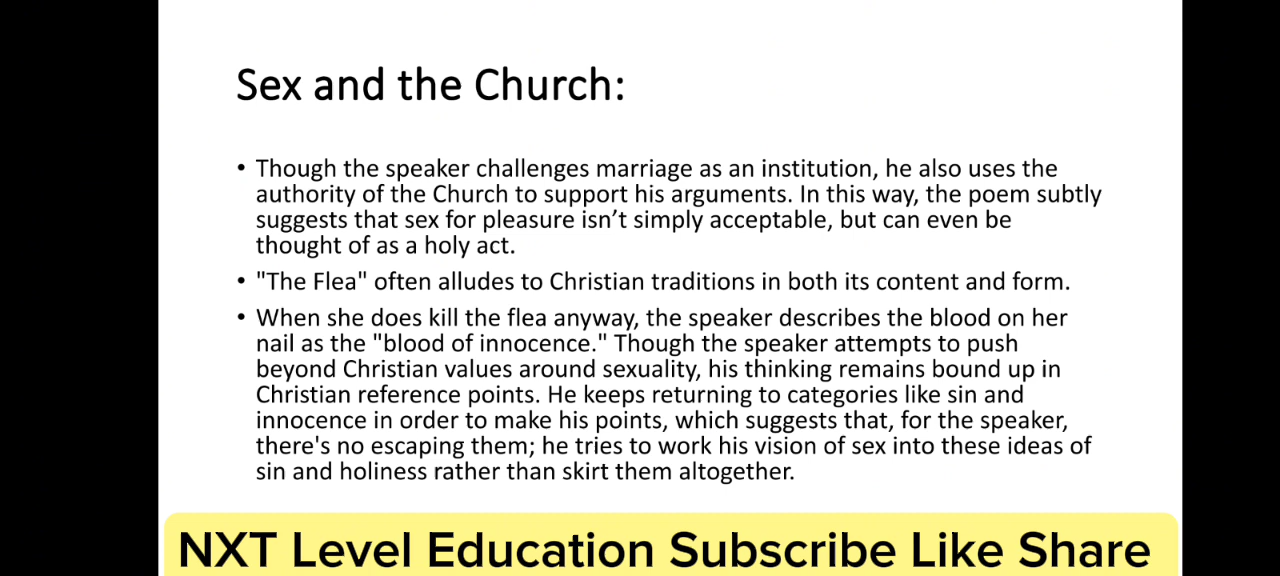 Sex and the Church:
• Though the speaker challenges marriage as an institution, he also uses the
authority of the Church to support his arguments. In this way, the poem subtly
suggests that sex for pleasure isn’t simply acceptable, but can even be
thought of as a holy act.
• "The Flea" often alludes to Christian traditions in both its content and form.
• When she does kill the flea anyway, the speaker describes the blood on her
nail as the "blood of innocence." Though the speaker attempts to push
beyond Christian values around sexuality, his thinking remains bound up in
Christian reference points. He keeps returning to categories like sin and
innocence in order to make his points, which suggests that, for the speaker,
there's no escaping them; he tries to work his vision of sex into these ideas of
sin and holiness rather than skirt them altogether.
NXT Level Education Subscribe Like Share